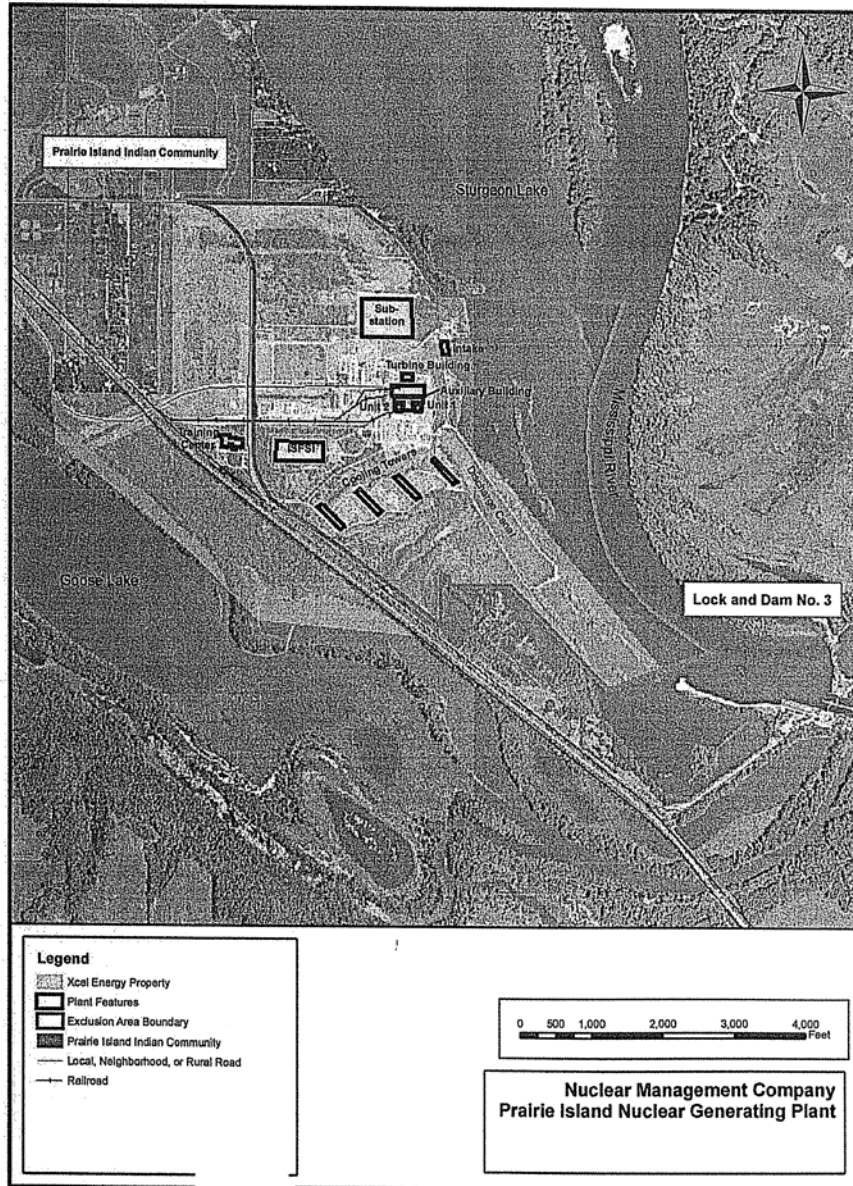 N
Prairie Island Indian Community
Sturgeon Lake
Sub-
station
Intake
Turbine Building
Auxiliary Building
Unit 2
Unit 1
Training
Center
ISFSI
Cooling Towers
Discharge Canal
Mississippi River
Goose Lake
Lock and Dam No. 3
Legend
Xcel Energy Property
Plant Features
Exclusion Area Boundary
Prairie Island Indian Community
Local, Neighborhood, or Rural Road
Railroad
0 500 1,000 2,000 3,000 4,000
Feet
Nuclear Management Company
Prairie Island Nuclear Generating Plant